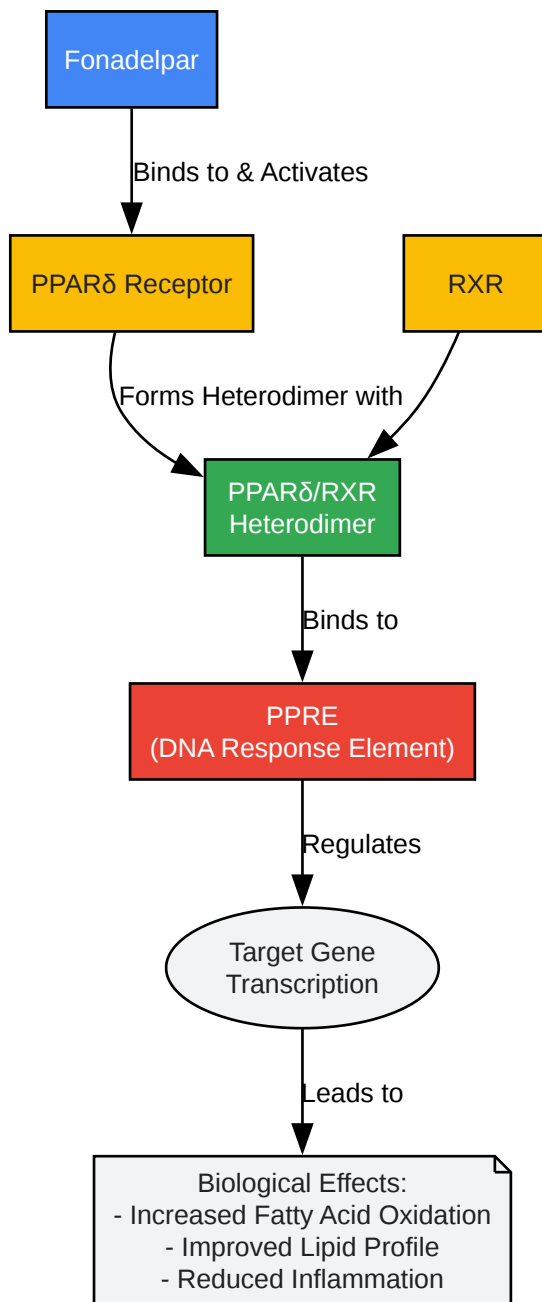 Fonadelpar
Binds to & Activates
PPARδ Receptor
RXR
Forms Heterodimer with
PPARδ/RXR
Heterodimer
Binds to
PPRE
(DNA Response Element)
Regulates
Target Gene
Transcription
Leads to
Biological Effects:
- Increased Fatty Acid Oxidation
- Improved Lipid Profile
- Reduced Inflammation